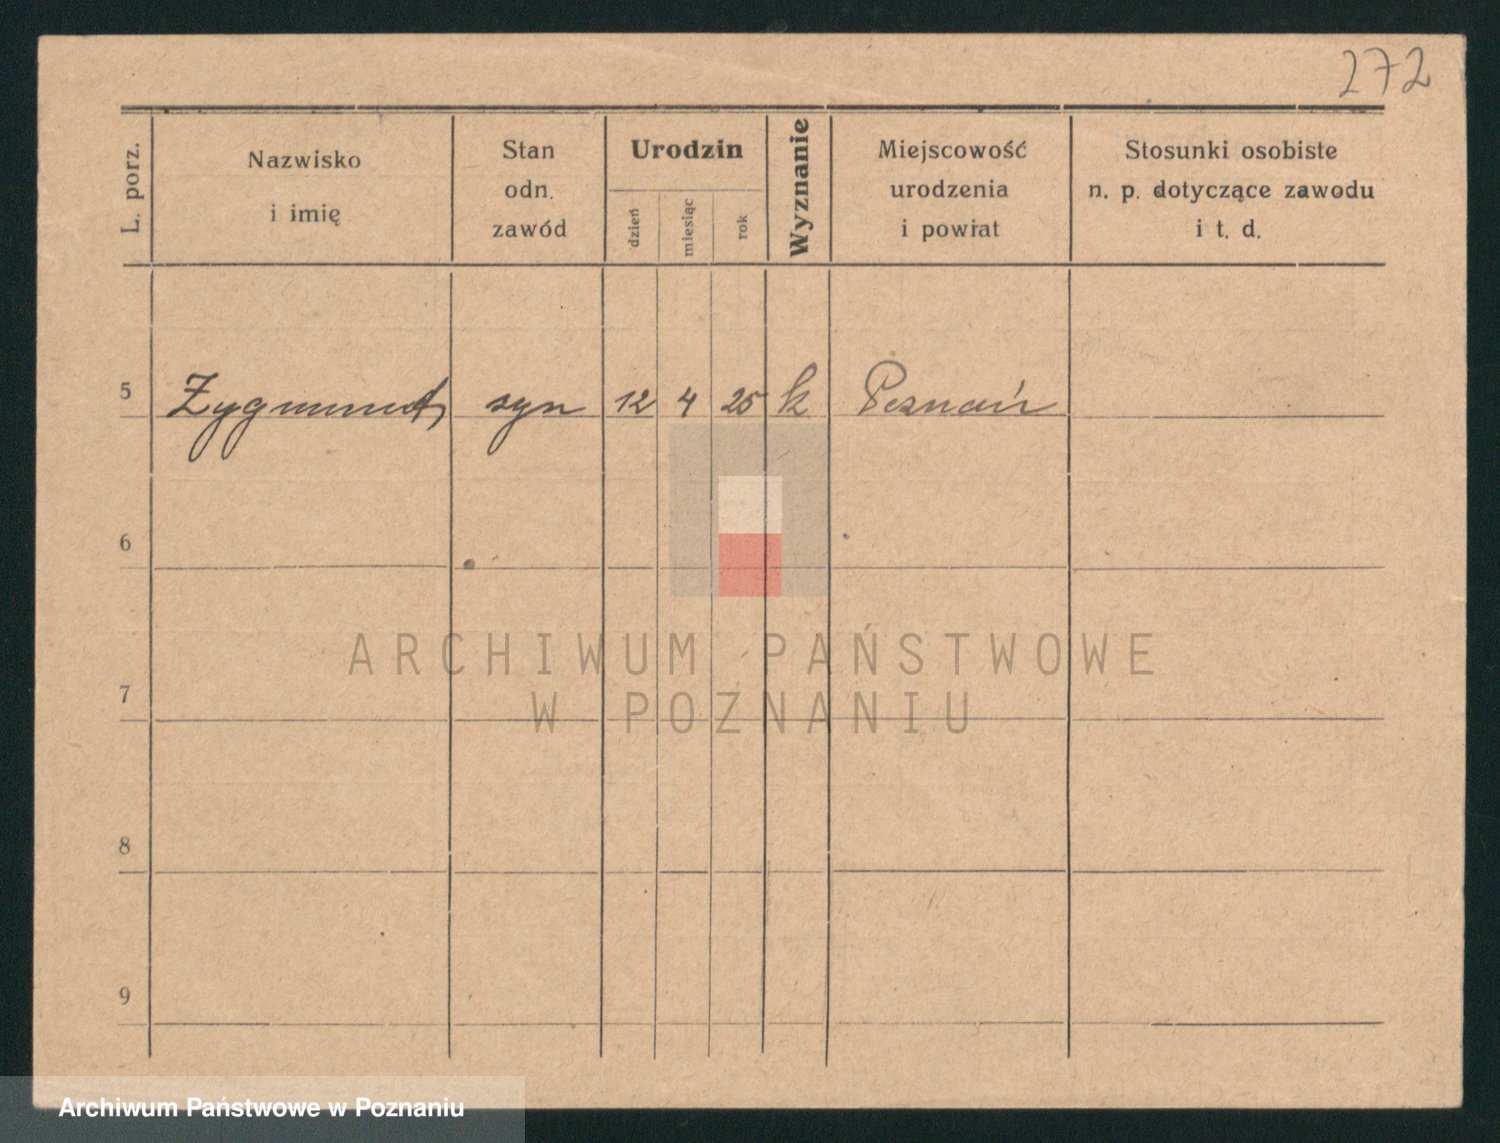 272
L. porz.
Nazwisko
i imię
Stan
odn.
zawód
Urodzin
dzień
miesiąc
rok
Wyznanie
Miejscowość
urodzenia
i powiat
Stosunki osobiste
n. p. dotyczące zawodu
i t. d.
5 Zygmunt syn 12 4 25 k Poznań
6
7
8
9
ARCHIWUM PAŃSTWOWE
W POZNANIU
Archiwum Państwowe w Poznaniu